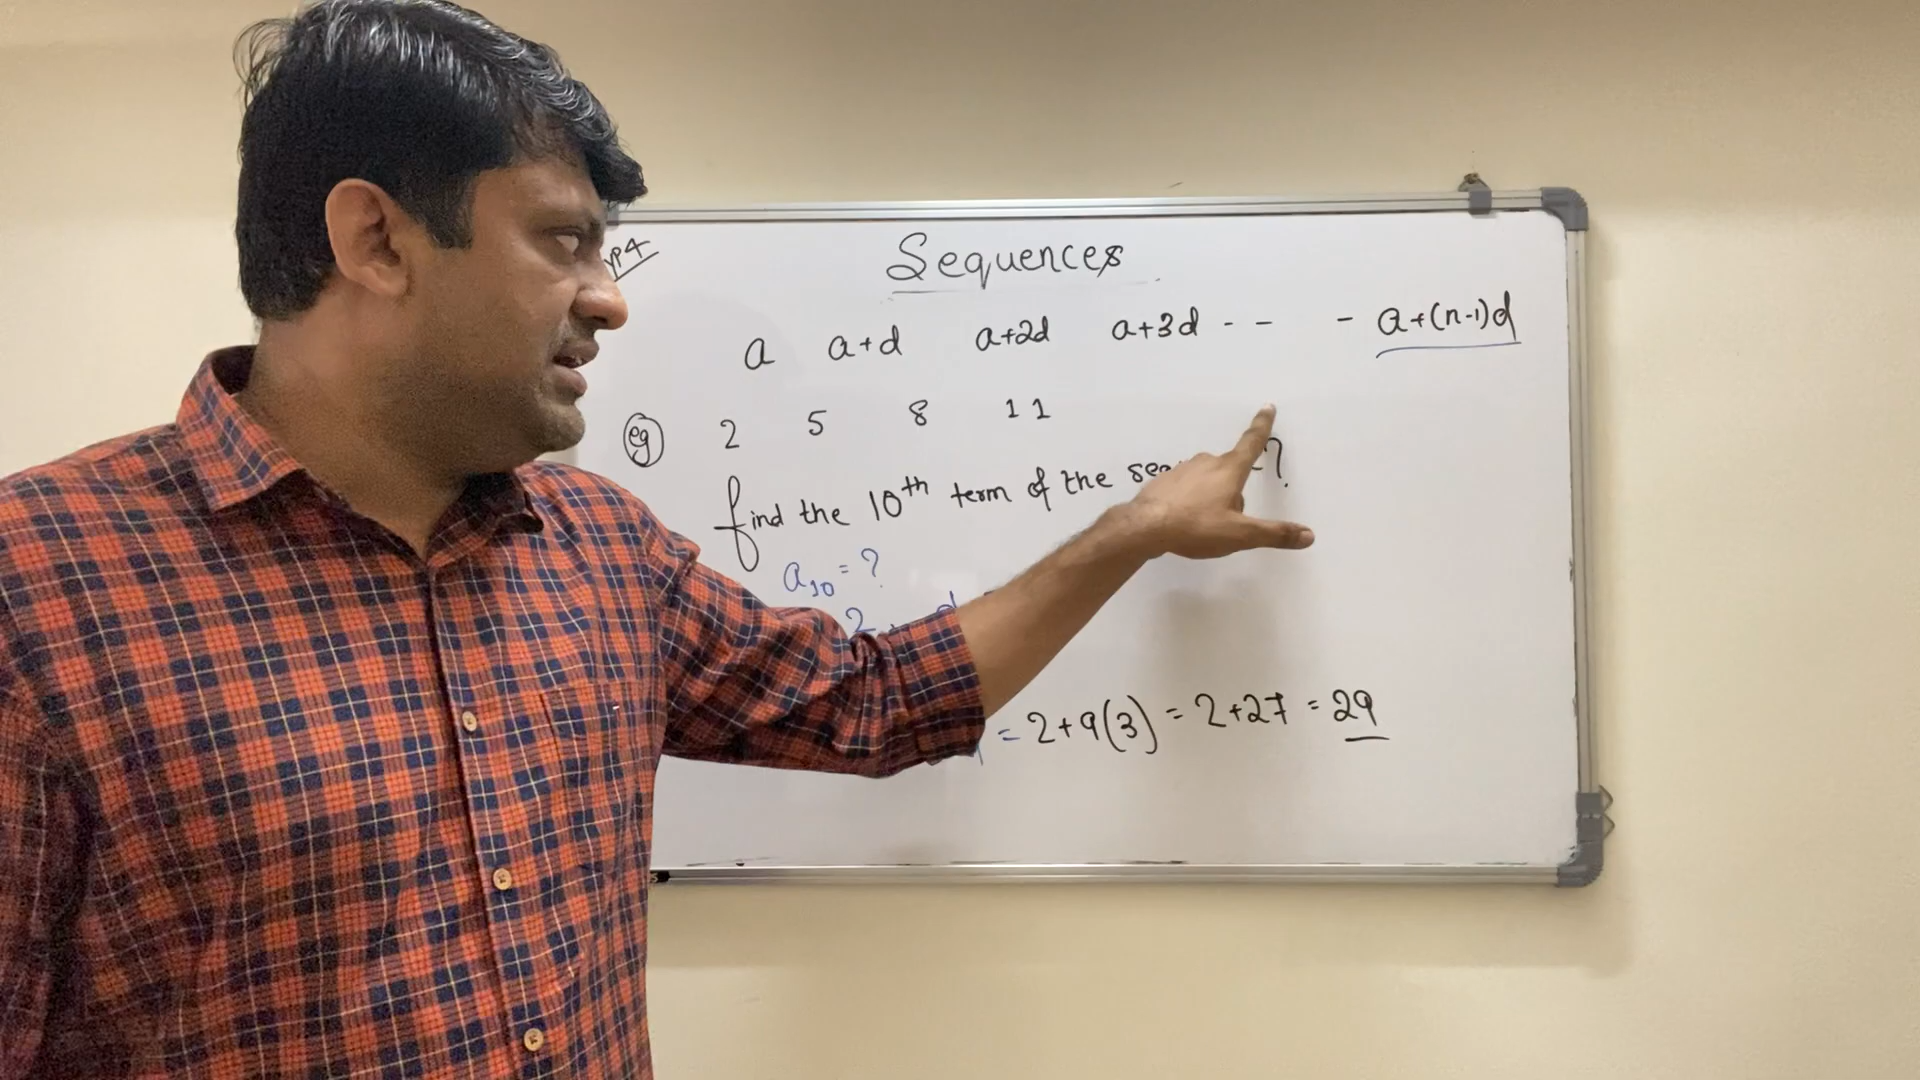 Sequences
a a+d a+2d a+3d - - - a+(n-1)d
eg 2 5 8 11
find the 10th term of the ?
a10 = ?
2
= 2+9(3) = 2+27 = 29